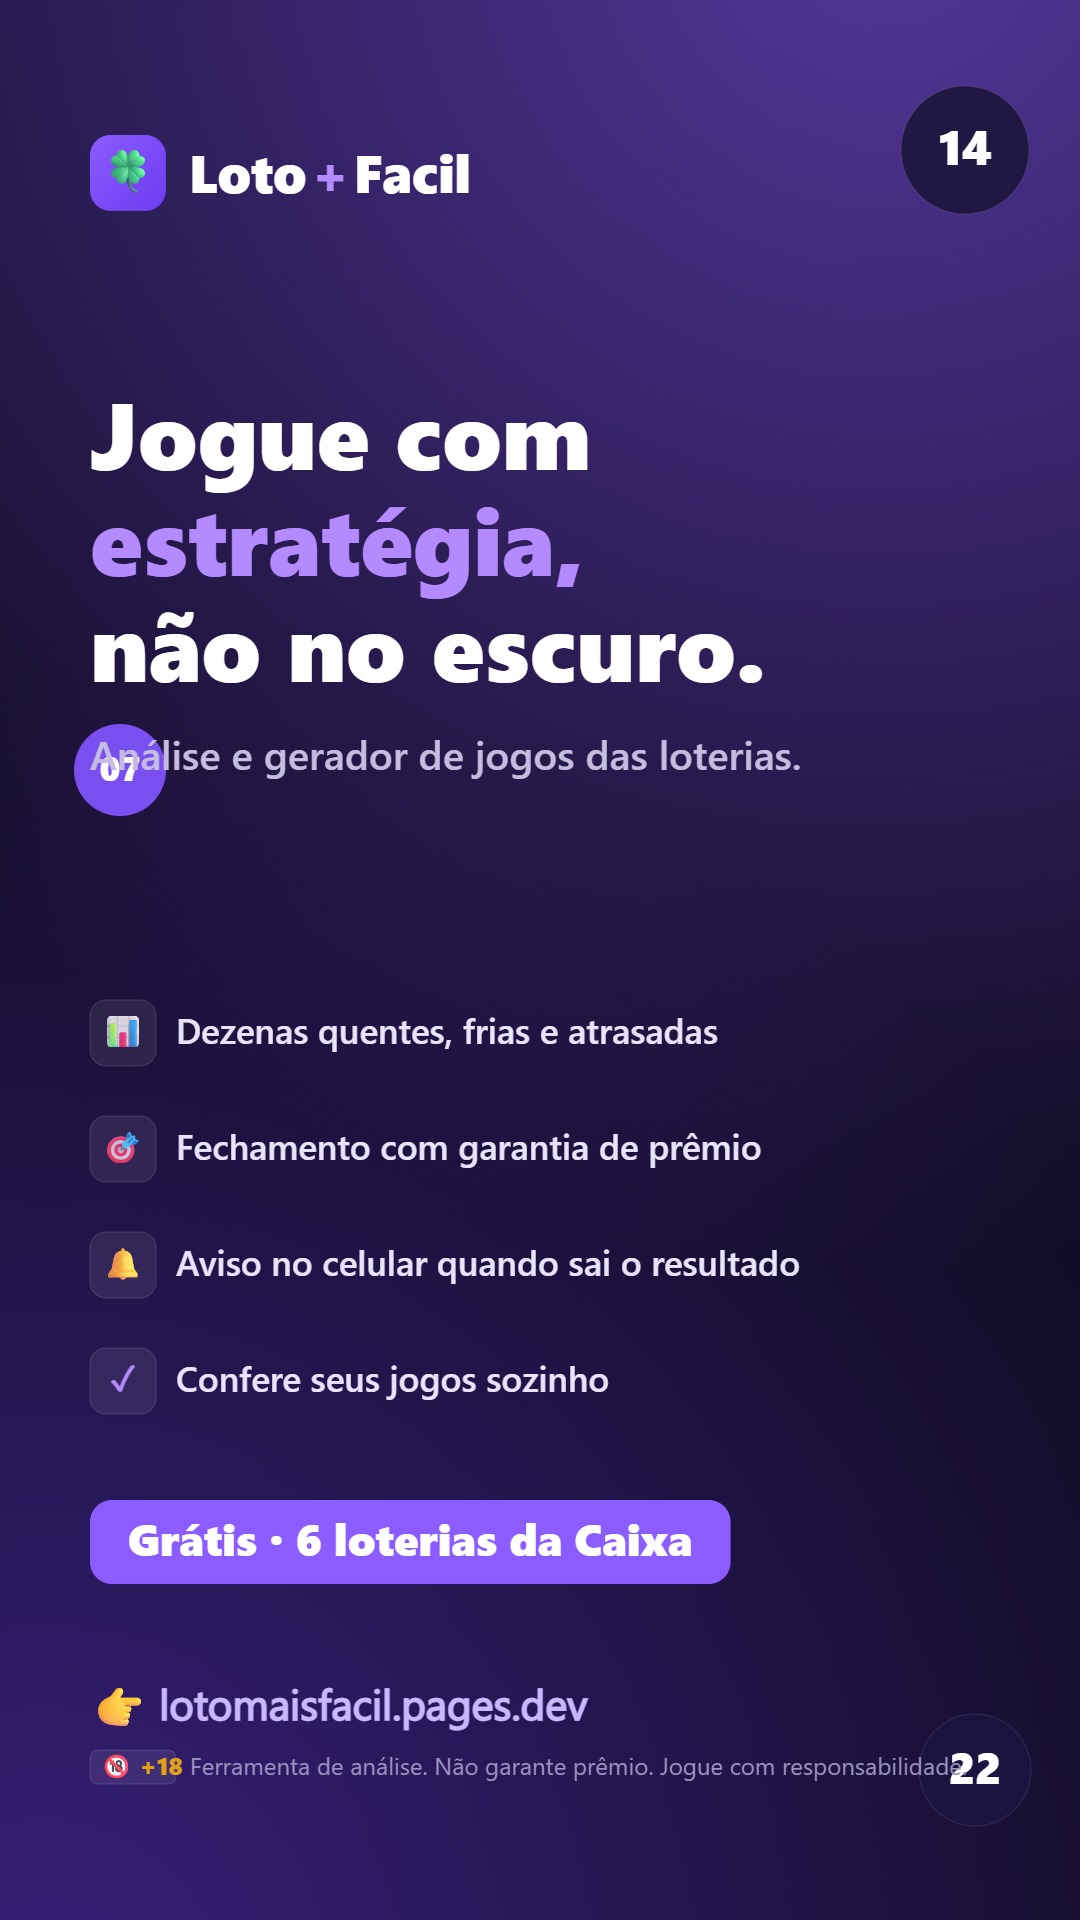 Loto + Facil
14
Jogue com
estratégia,
não no escuro.
Análise e gerador de jogos das loterias.
07
Dezenas quentes, frias e atrasadas
Fechamento com garantia de prêmio
Aviso no celular quando sai o resultado
Confere seus jogos sozinho
Grátis · 6 loterias da Caixa
lotomaisfacil.pages.dev
+18 Ferramenta de análise. Não garante prêmio. Jogue com responsabilidade.
22